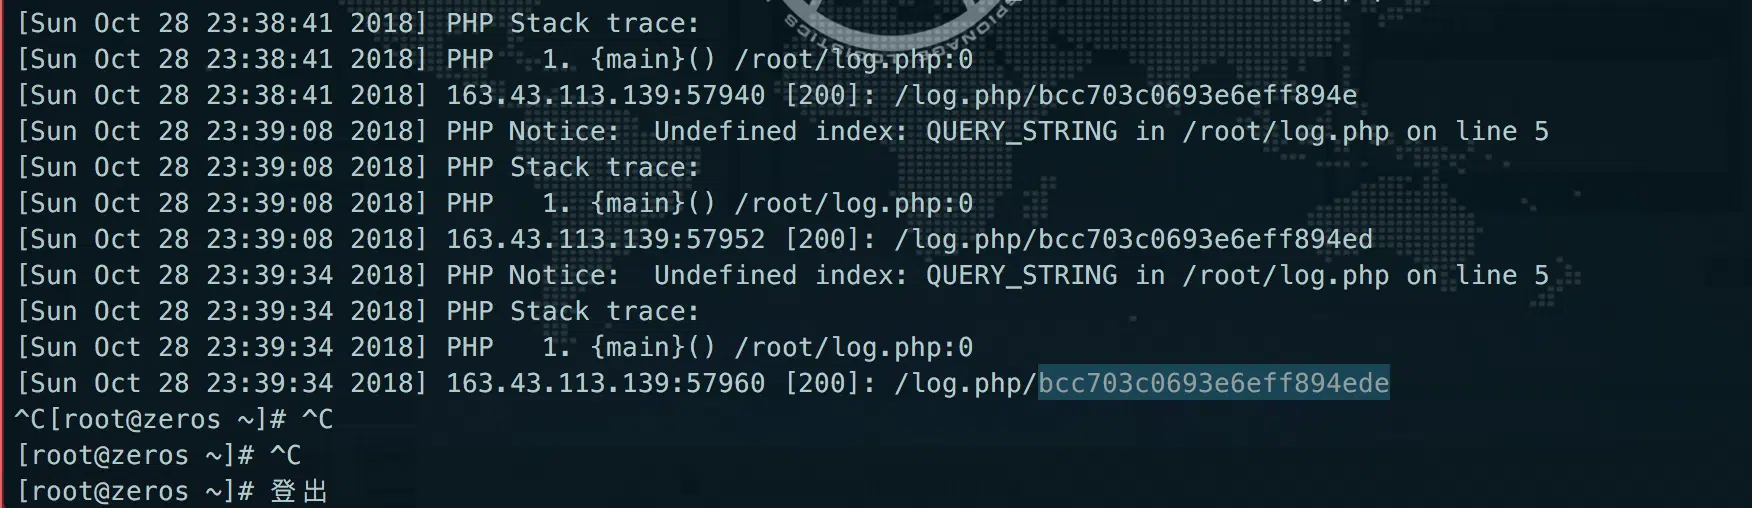 [Sun Oct 28 23:38:41 2018] PHP Stack trace:
[Sun Oct 28 23:38:41 2018] PHP   1. {main}() /root/log.php:0
[Sun Oct 28 23:38:41 2018] 163.43.113.139:57940 [200]: /log.php/bcc703c0693e6eff894e
[Sun Oct 28 23:39:08 2018] PHP Notice:  Undefined index: QUERY_STRING in /root/log.php on line 5
[Sun Oct 28 23:39:08 2018] PHP Stack trace:
[Sun Oct 28 23:39:08 2018] PHP   1. {main}() /root/log.php:0
[Sun Oct 28 23:39:08 2018] 163.43.113.139:57952 [200]: /log.php/bcc703c0693e6eff894ed
[Sun Oct 28 23:39:34 2018] PHP Notice:  Undefined index: QUERY_STRING in /root/log.php on line 5
[Sun Oct 28 23:39:34 2018] PHP Stack trace:
[Sun Oct 28 23:39:34 2018] PHP   1. {main}() /root/log.php:0
[Sun Oct 28 23:39:34 2018] 163.43.113.139:57960 [200]: /log.php/bcc703c0693e6eff894ede
^C[root@zeros ~]# ^C
[root@zeros ~]# ^C
[root@zeros ~]# 登出